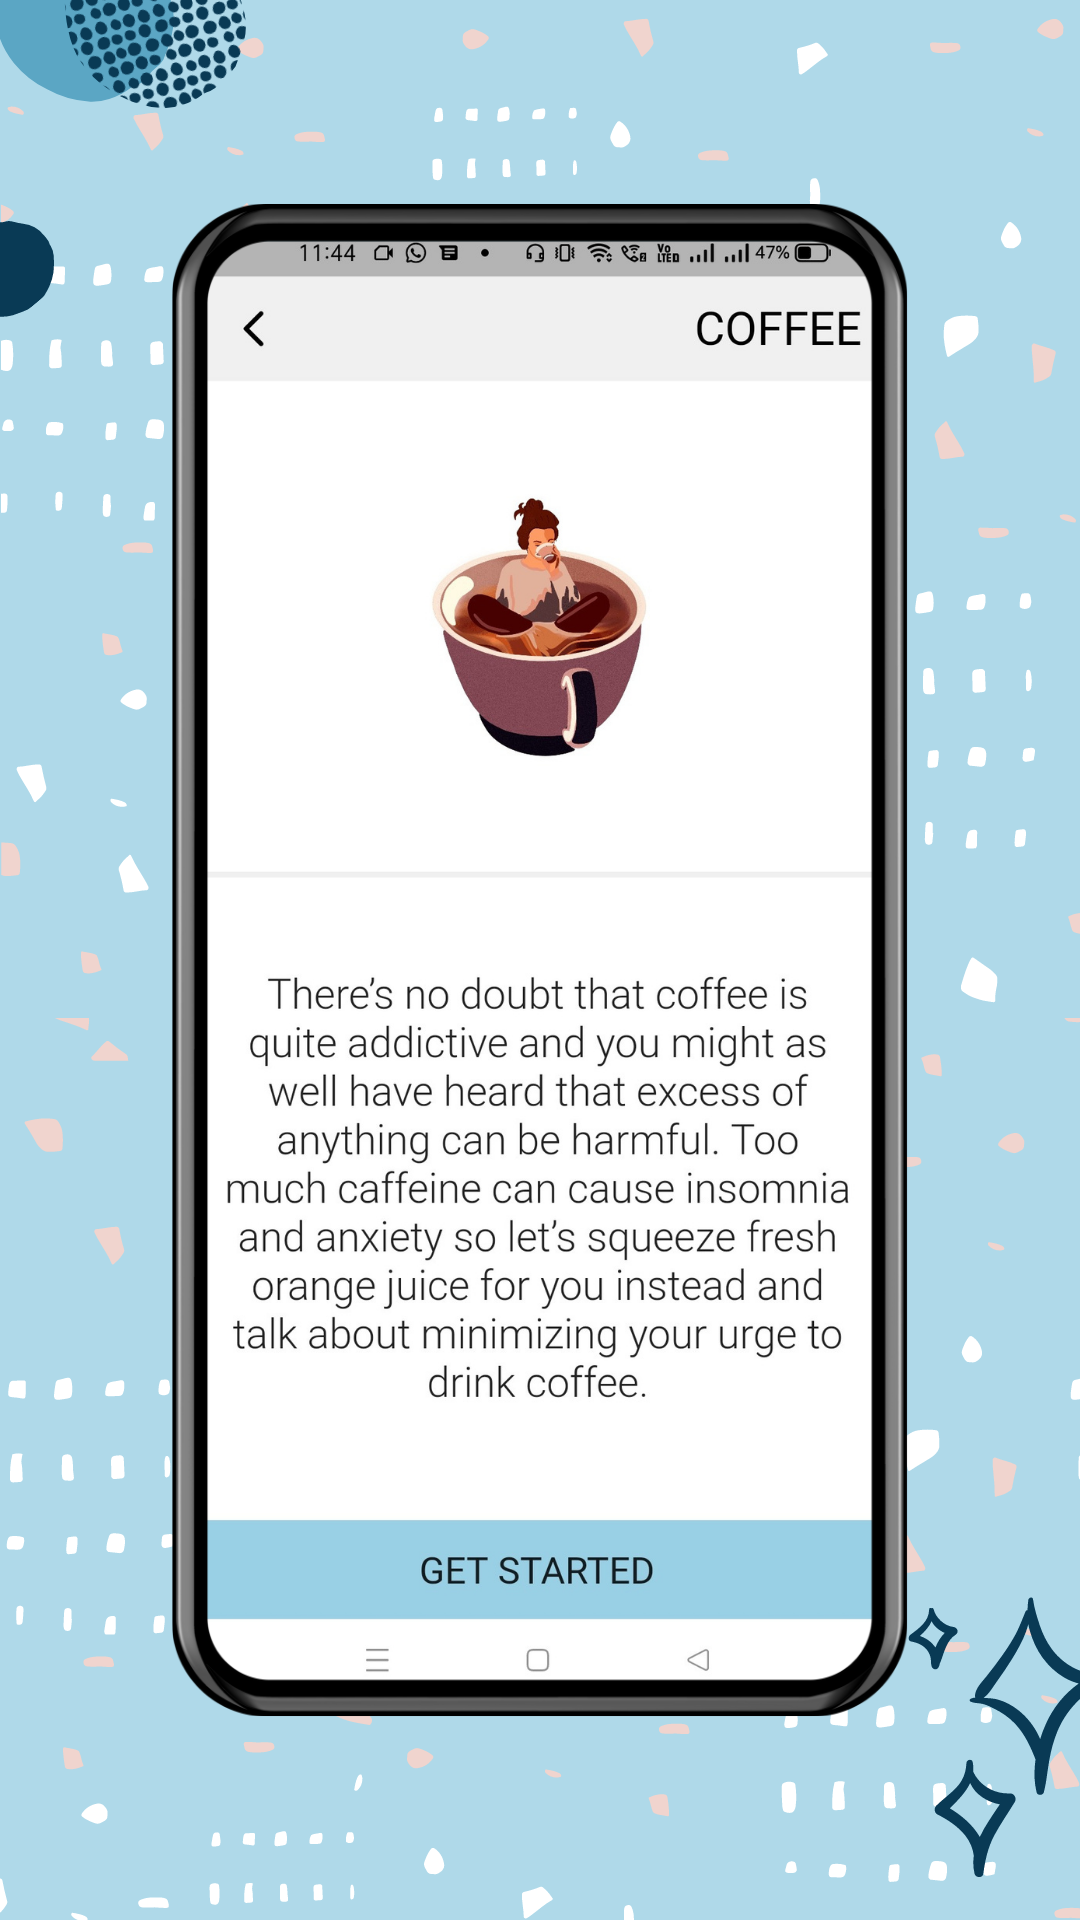 11:44 Vo LTE 47%
COFFEE
There’s no doubt that coffee is
quite addictive and you might as
well have heard that excess of
anything can be harmful. Too
much caffeine can cause insomnia
and anxiety so let’s squeeze fresh
orange juice for you instead and
talk about minimizing your urge to
drink coffee.
GET STARTED